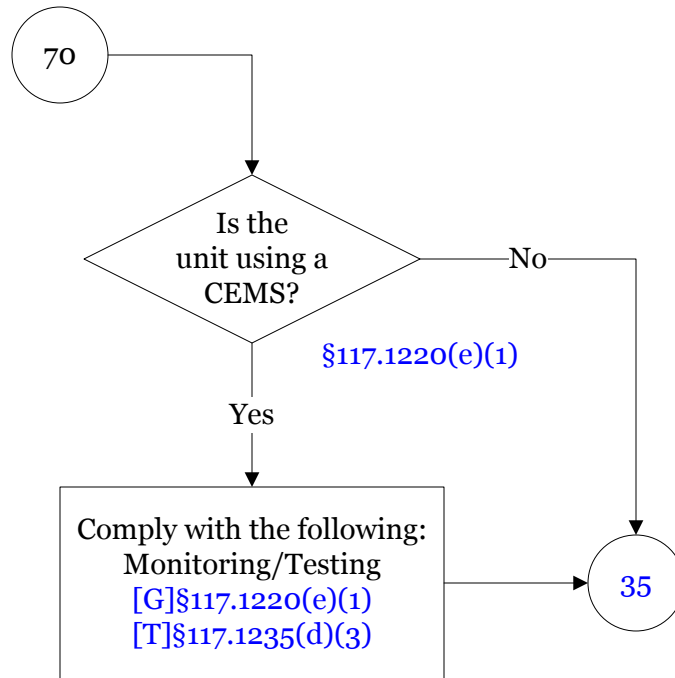 70
Is the
unit using a
CEMS?
No
§117.1220(e)(1)
Yes
Comply with the following:
Monitoring/Testing
[G]§117.1220(e)(1)
[T]§117.1235(d)(3)
35